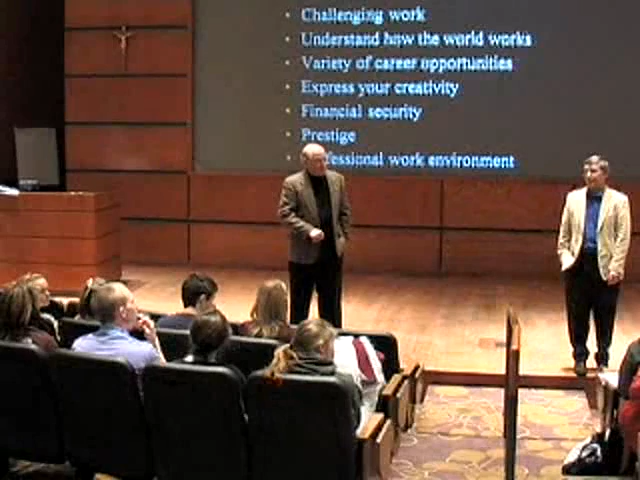 • Challenging work
• Understand how the world works
• Variety of career opportunities
• Express your creativity
• Financial security
• Prestige
• fessional work environment